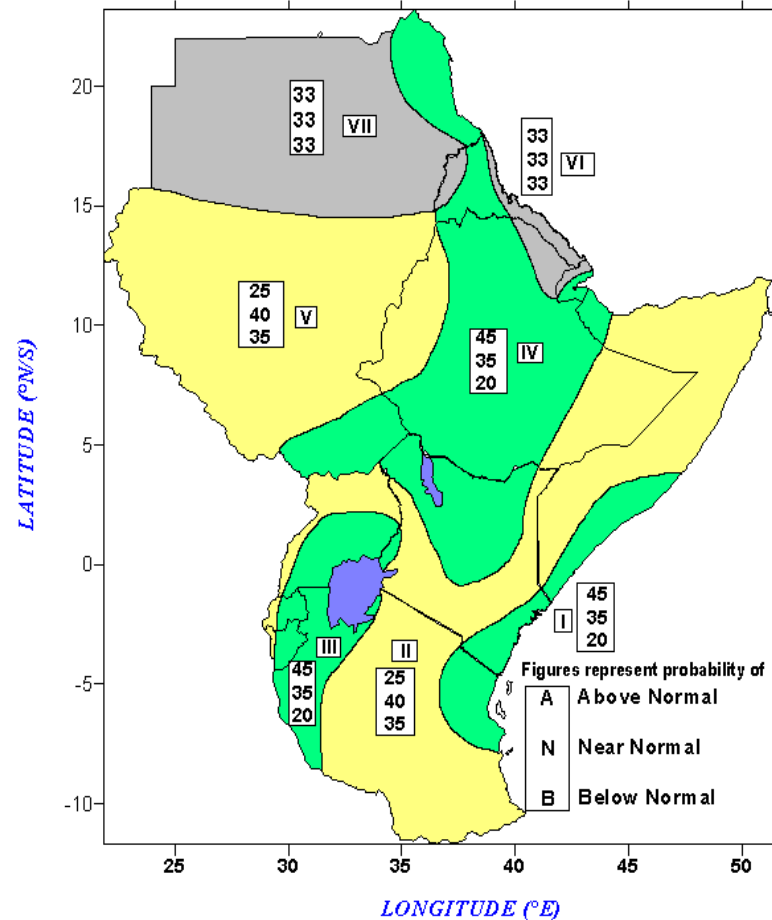 20
15
10
5
0
-5
-10
LATITUDE (°N/S)
33
33
33
VII
33
33
33
VI
25
40
35
V
45
35
20
IV
45
35
20
I
III
45
35
20
II
25
40
35
Figures represent probability of
A Above Normal
N Near Normal
B Below Normal
25 30 35 40 45 50
LONGITUDE (°E)